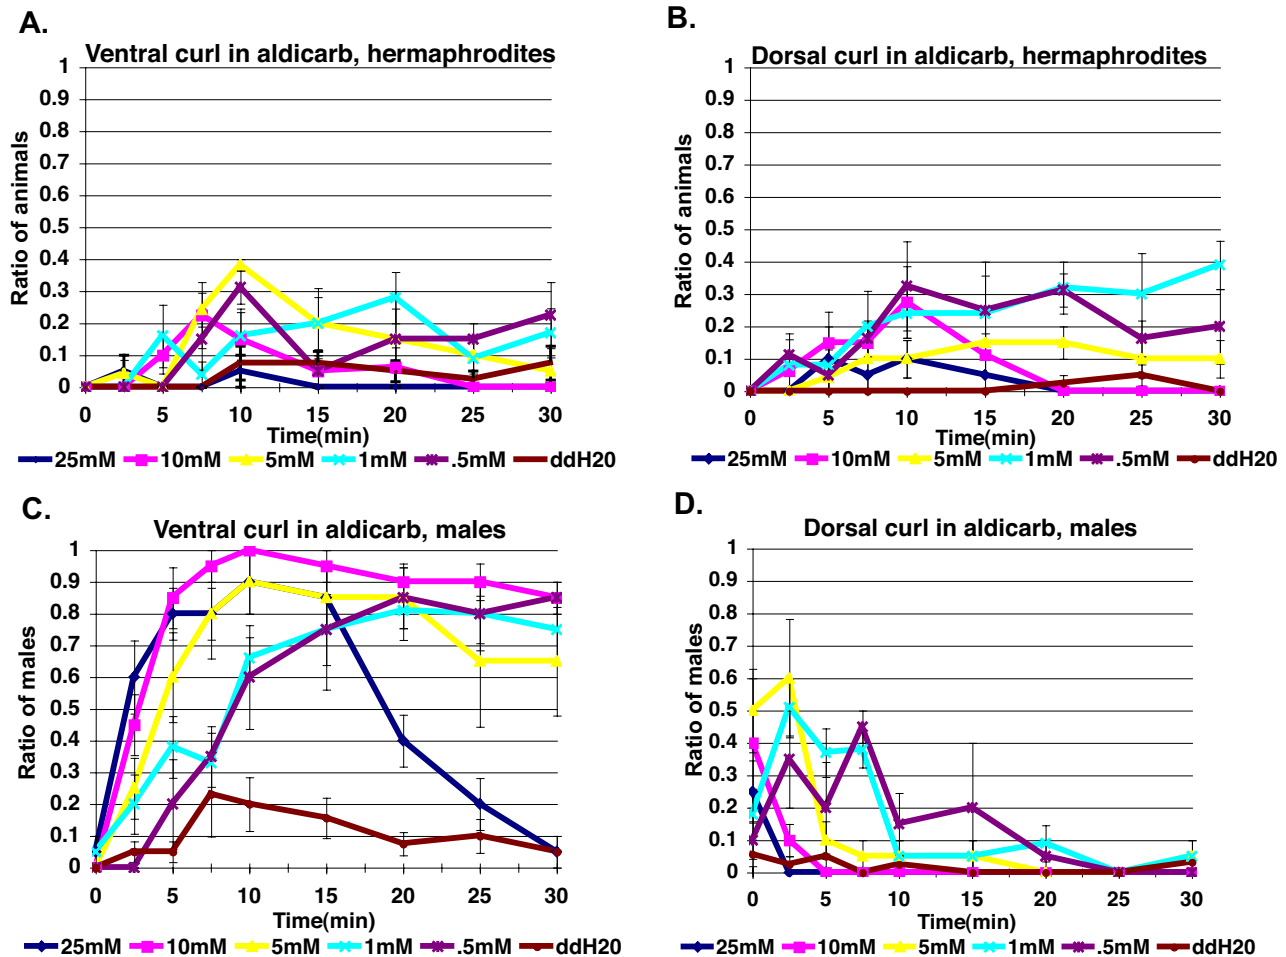 A.
Ventral curl in aldicarb, hermaphrodites
1
0.9
0.8
0.7
0.6
0.5
0.4
0.3
0.2
0.1
0
Ratio of animals
0 5 10 15 20 25 30
Time(min)
25mM 10mM 5mM 1mM .5mM ddH20
B.
Dorsal curl in aldicarb, hermaphrodites
1
0.9
0.8
0.7
0.6
0.5
0.4
0.3
0.2
0.1
0
Ratio of animals
0 5 10 15 20 25 30
Time(min)
25mM 10mM 5mM 1mM .5mM ddH20
C.
Ventral curl in aldicarb, males
1
0.9
0.8
0.7
0.6
0.5
0.4
0.3
0.2
0.1
0
Ratio of males
0 5 10 15 20 25 30
Time(min)
25mM 10mM 5mM 1mM .5mM ddH20
D.
Dorsal curl in aldicarb, males
1
0.9
0.8
0.7
0.6
0.5
0.4
0.3
0.2
0.1
0
Ratio of males
0 5 10 15 20 25 30
Time(min)
25mM 10mM 5mM 1mM .5mM ddH20